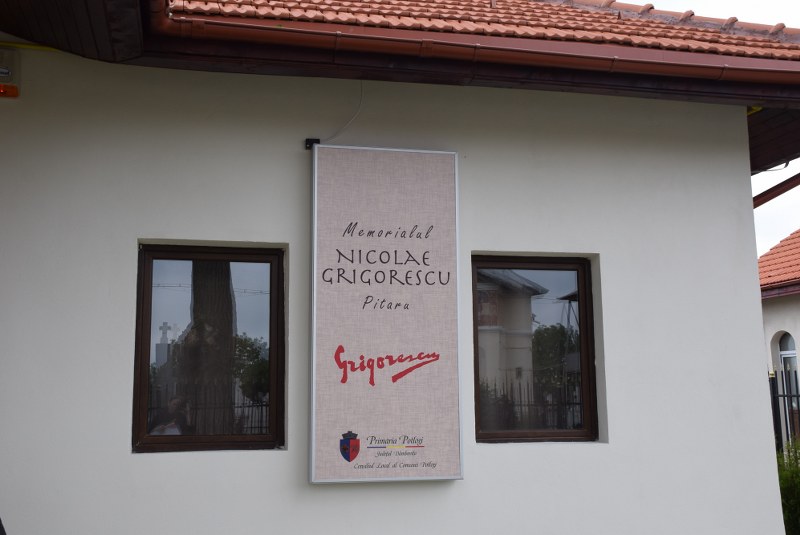 Memorialul
NICOLAE
GRIGORESCU
Pitaru
Grigorescu
Primăria Potlogi
Județul Dâmbovița
Consiliul Local al Comunei Potlogi